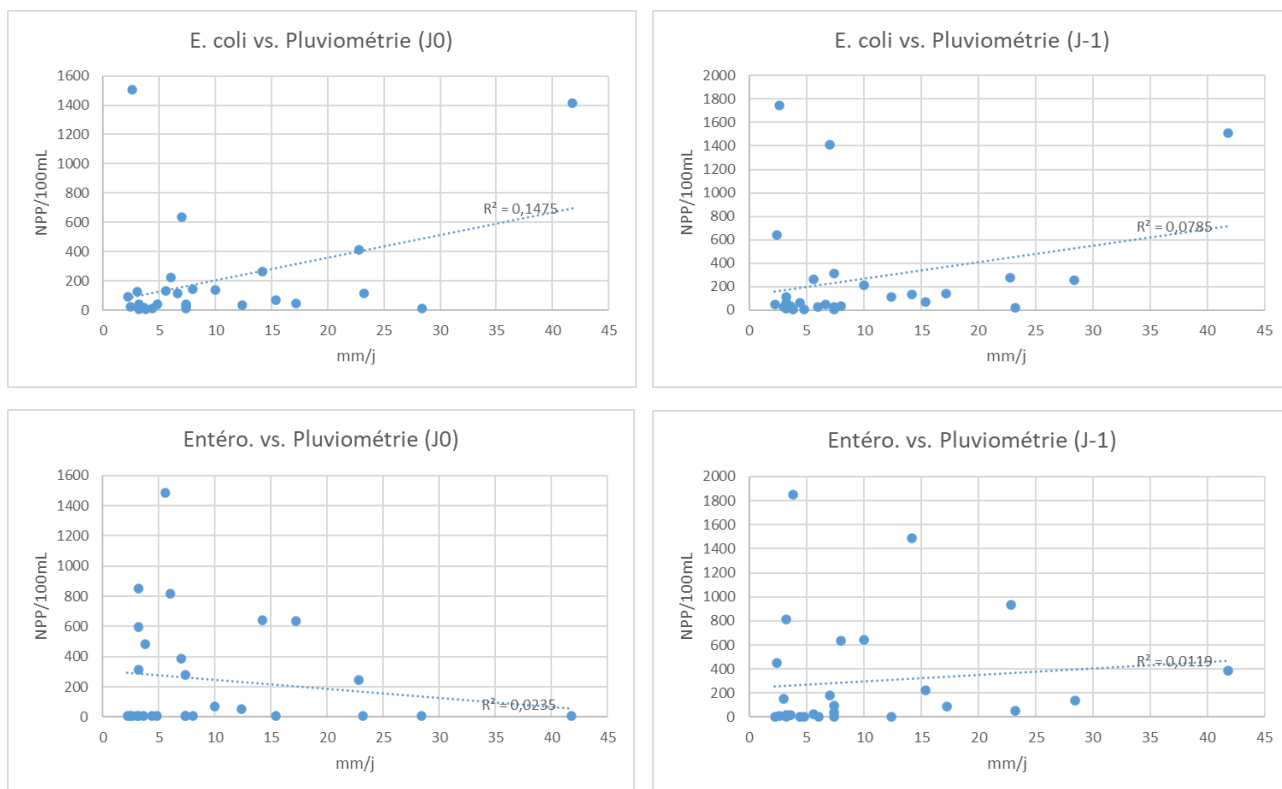 E. coli vs. Pluviométrie (J0)
1600
1400
1200
1000
800
600
400
200
0
NPP/100mL
R² = 0,1475
0 5 10 15 20 25 30 35 40 45
mm/j
E. coli vs. Pluviométrie (J-1)
2000
1800
1600
1400
1200
1000
800
600
400
200
0
NPP/100mL
R² = 0,0785
0 5 10 15 20 25 30 35 40 45
mm/j
Entéro. vs. Pluviométrie (J0)
1600
1400
1200
1000
800
600
400
200
0
NPP/100mL
R² = 0,0235
0 5 10 15 20 25 30 35 40 45
mm/j
Entéro. vs. Pluviométrie (J-1)
2000
1800
1600
1400
1200
1000
800
600
400
200
0
NPP/100mL
R² = 0,0119
0 5 10 15 20 25 30 35 40 45
mm/j